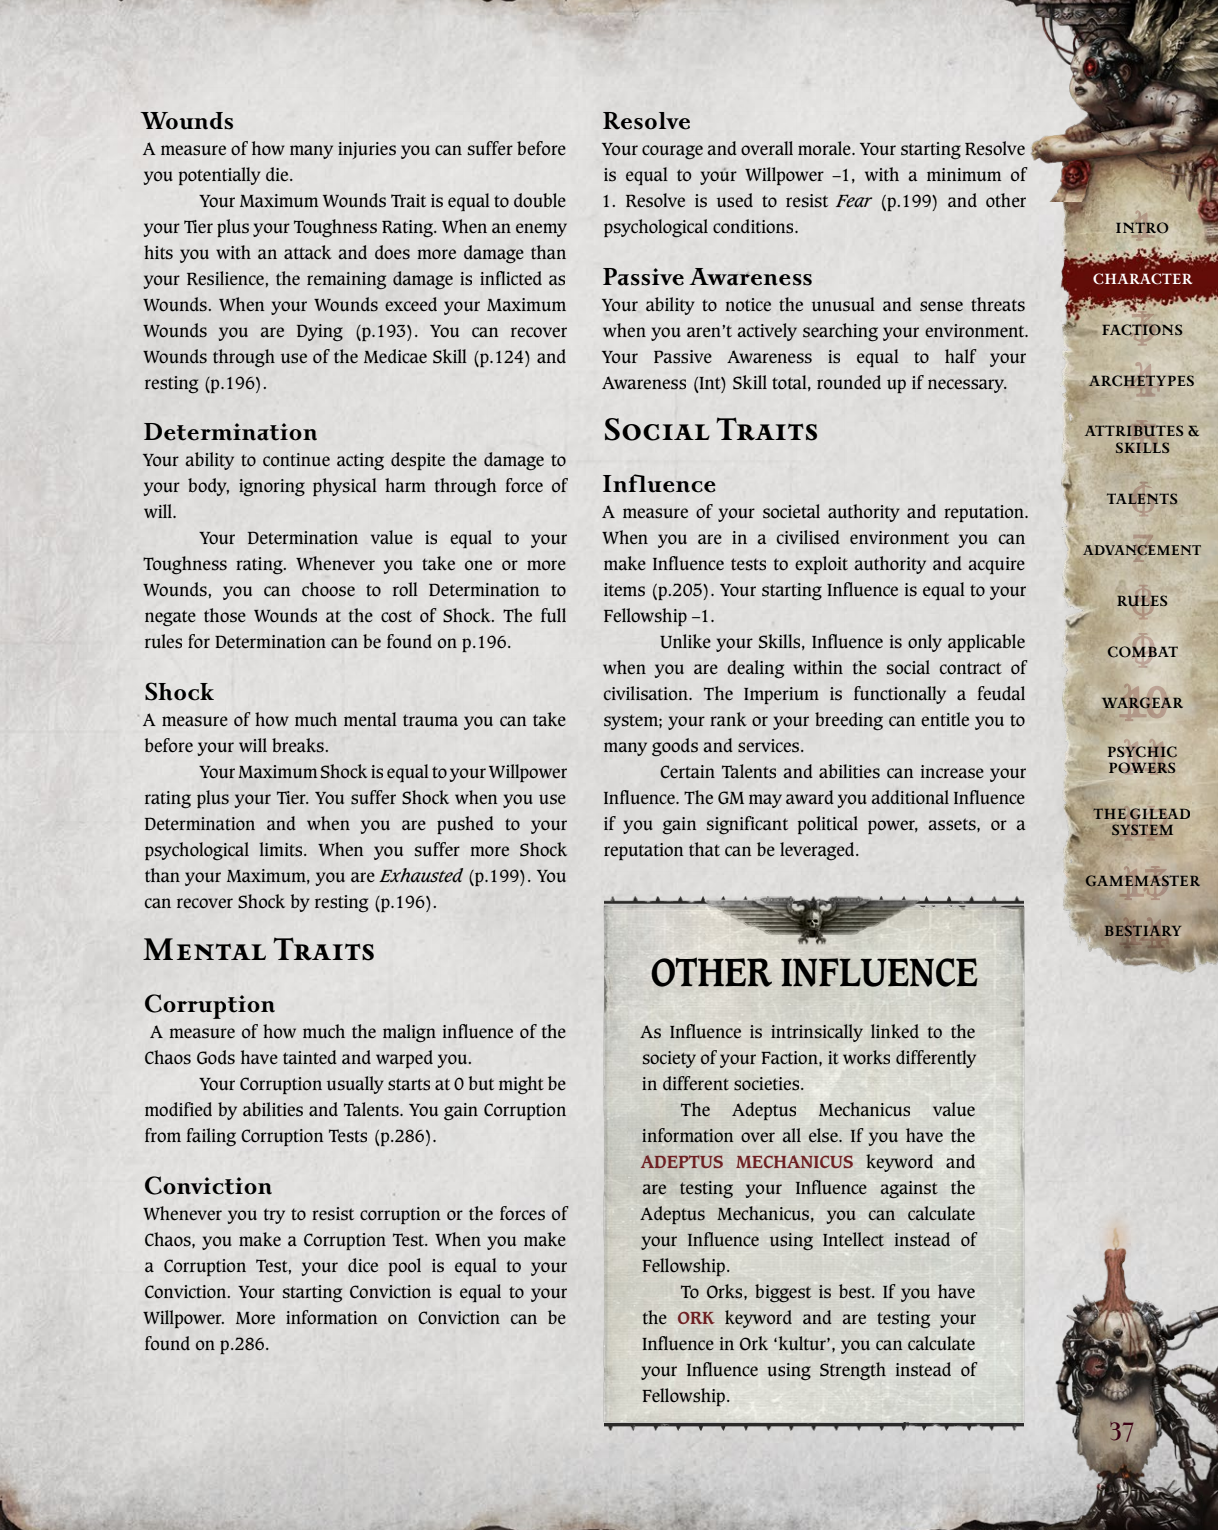 Wounds
A measure of how many injuries you can suffer before
you potentially die.
Your Maximum Wounds Trait is equal to double
your Tier plus your Toughness Rating. When an enemy
hits you with an attack and does more damage than
your Resilience, the remaining damage is inflicted as
Wounds. When your Wounds exceed your Maximum
Wounds you are Dying (p.193). You can recover
Wounds through use of the Medicae Skill (p.124) and
resting (p.196).
Determination
Your ability to continue acting despite the damage to
your body, ignoring physical harm through force of
will.
Your Determination value is equal to your
Toughness rating. Whenever you take one or more
Wounds, you can choose to roll Determination to
negate those Wounds at the cost of Shock. The full
rules for Determination can be found on p.196.
Shock
A measure of how much mental trauma you can take
before your will breaks.
Your Maximum Shock is equal to your Willpower
rating plus your Tier. You suffer Shock when you use
Determination and when you are pushed to your
psychological limits. When you suffer more Shock
than your Maximum, you are Exhausted (p.199). You
can recover Shock by resting (p.196).
Mental Traits
Corruption
A measure of how much the malign influence of the
Chaos Gods have tainted and warped you.
Your Corruption usually starts at 0 but might be
modified by abilities and Talents. You gain Corruption
from failing Corruption Tests (p.286).
Conviction
Whenever you try to resist corruption or the forces of
Chaos, you make a Corruption Test. When you make
a Corruption Test, your dice pool is equal to your
Conviction. Your starting Conviction is equal to your
Willpower. More information on Conviction can be
found on p.286.
Resolve
Your courage and overall morale. Your starting Resolve
is equal to your Willpower –1, with a minimum of
1. Resolve is used to resist Fear (p.199) and other
psychological conditions.
Passive Awareness
Your ability to notice the unusual and sense threats
when you aren't actively searching your environment.
Your Passive Awareness is equal to half your
Awareness (Int) Skill total, rounded up if necessary.
Social Traits
Influence
A measure of your societal authority and reputation.
When you are in a civilised environment you can
make Influence tests to exploit authority and acquire
items (p.205). Your starting Influence is equal to your
Fellowship –1.
Unlike your Skills, Influence is only applicable
when you are dealing within the social contract of
civilisation. The Imperium is functionally a feudal
system; your rank or your breeding can entitle you to
many goods and services.
Certain Talents and abilities can increase your
Influence. The GM may award you additional Influence
if you gain significant political power, assets, or a
reputation that can be leveraged.
OTHER INFLUENCE
As Influence is intrinsically linked to the
society of your Faction, it works differently
in different societies.
The Adeptus Mechanicus value
information over all else. If you have the
ADEPTUS MECHANICUS keyword and
are testing your Influence against the
Adeptus Mechanicus, you can calculate
your Influence using Intellect instead of
Fellowship.
To Orks, biggest is best. If you have
the ORK keyword and are testing your
Influence in Ork ‘kultur’, you can calculate
your Influence using Strength instead of
Fellowship.
INTRO
CHARACTER
FACTIONS
ARCHETYPES
ATTRIBUTES &
SKILLS
TALENTS
ADVANCEMENT
RULES
COMBAT
WARGEAR
PSYCHIC
POWERS
THE GILEAD
SYSTEM
GAMEMASTER
BESTIARY
37